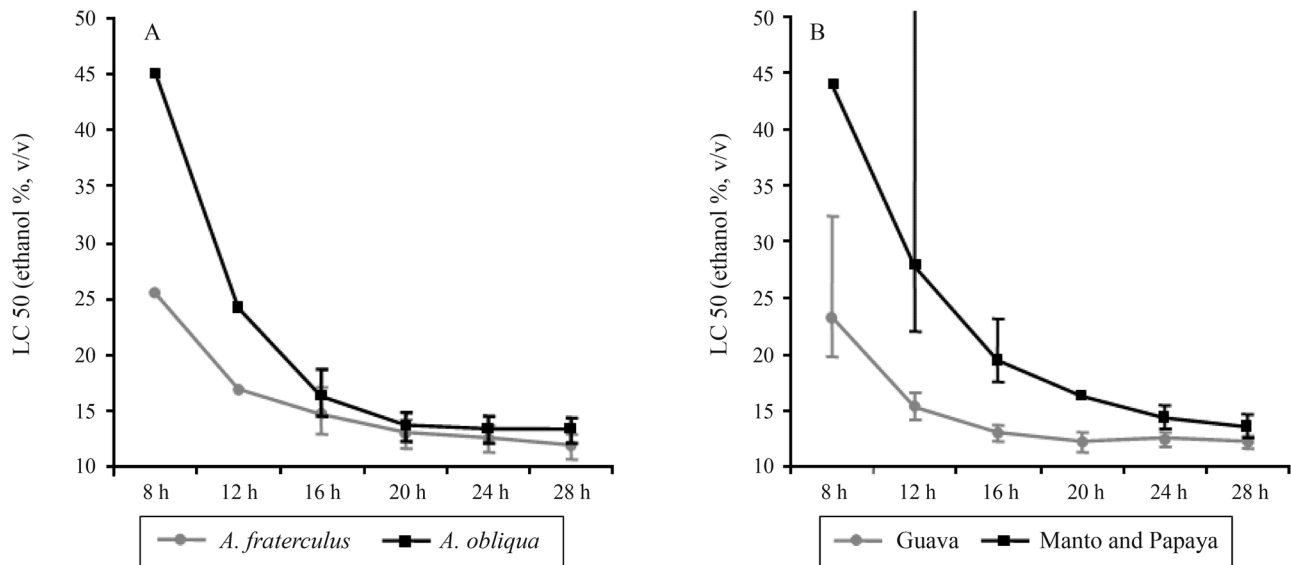 A
LC 50 (ethanol %, v/v)
50
45
40
35
30
25
20
15
10
8 h 12 h 16 h 20 h 24 h 28 h
A. fraterculus A. obliqua
B
LC 50 (ethanol %, v/v)
50
45
40
35
30
25
20
15
10
8 h 12 h 16 h 20 h 24 h 28 h
Guava Manto and Papaya